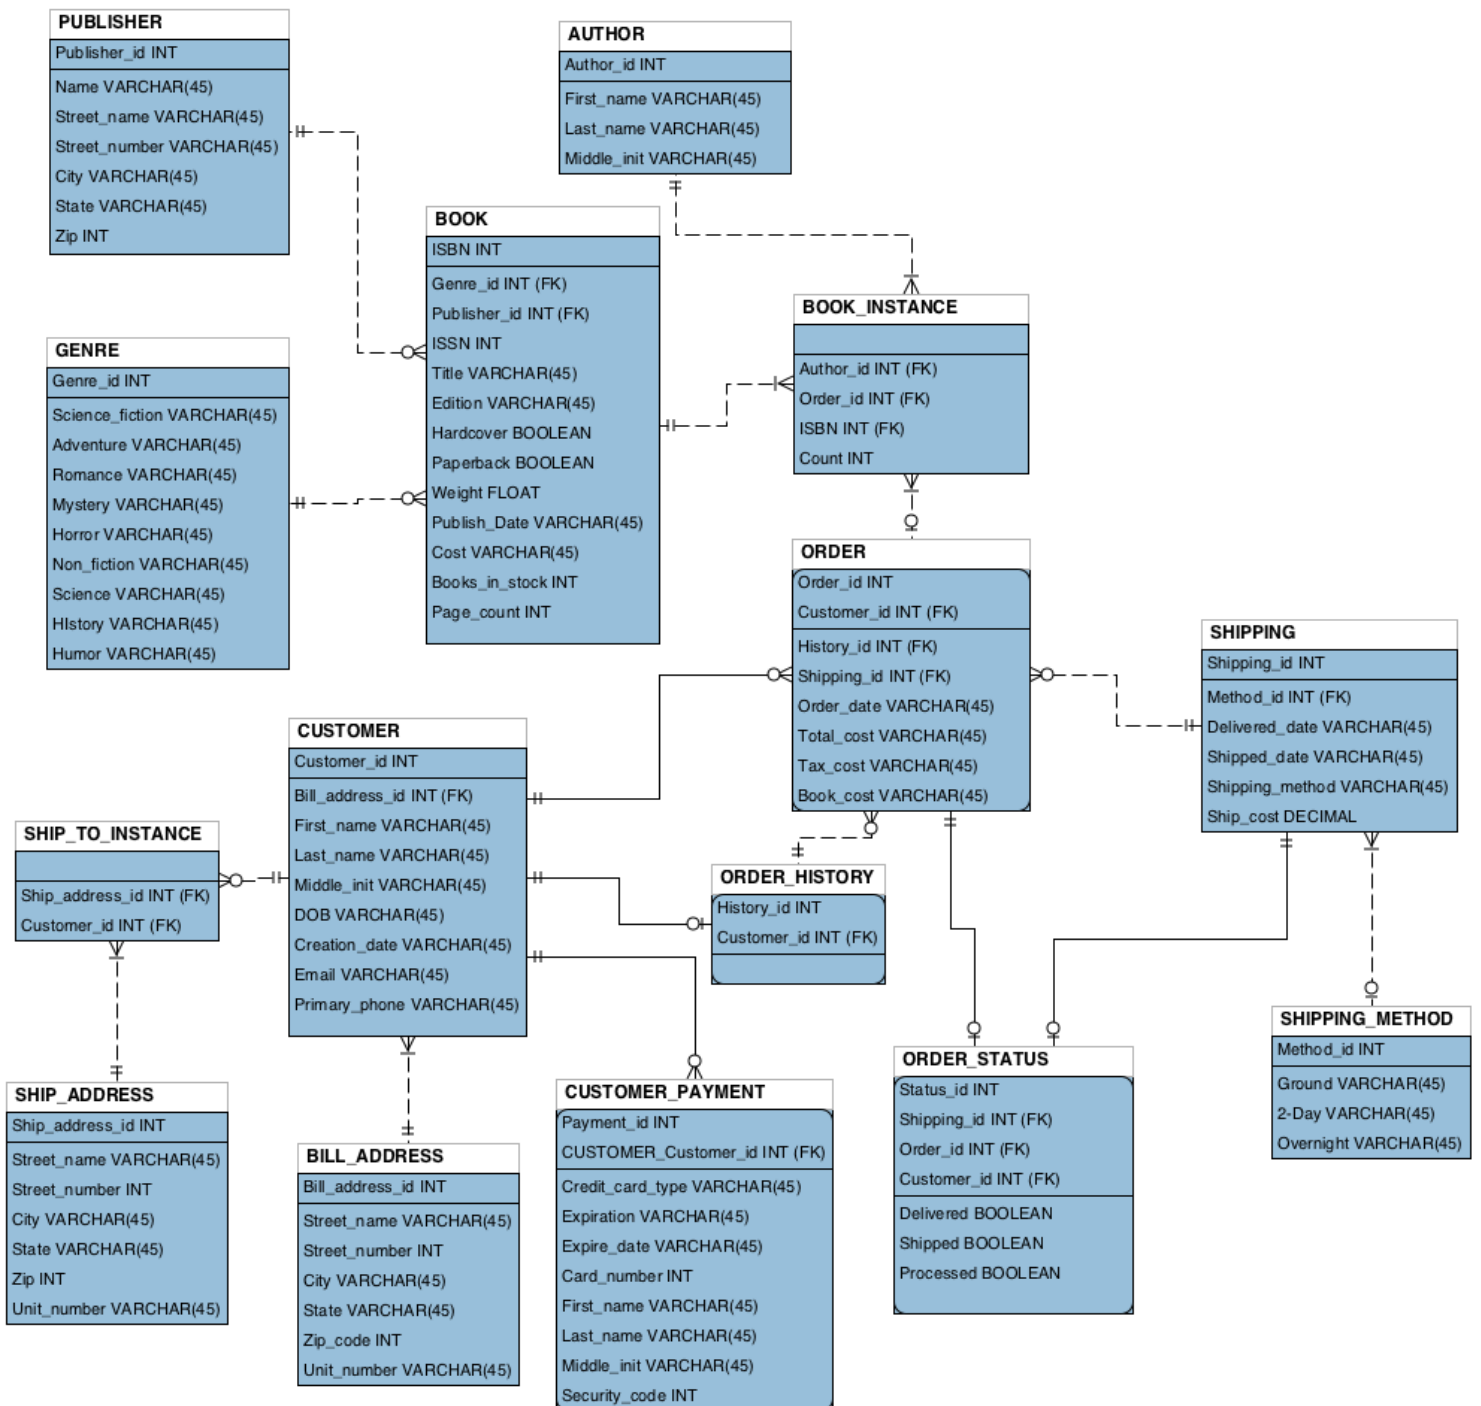 PUBLISHER
Publisher_id INT
Name VARCHAR(45)
Street_name VARCHAR(45)
Street_number VARCHAR(45)
City VARCHAR(45)
State VARCHAR(45)
Zip INT
AUTHOR
Author_id INT
First_name VARCHAR(45)
Last_name VARCHAR(45)
Middle_init VARCHAR(45)
BOOK
ISBN INT
Genre_id INT (FK)
Publisher_id INT (FK)
ISSN INT
Title VARCHAR(45)
Edition VARCHAR(45)
Hardcover BOOLEAN
Paperback BOOLEAN
Weight FLOAT
Publish_Date VARCHAR(45)
Cost VARCHAR(45)
Books_in_stock INT
Page_count INT
BOOK_INSTANCE
Author_id INT (FK)
Order_id INT (FK)
ISBN INT (FK)
Count INT
GENRE
Genre_id INT
Science_fiction VARCHAR(45)
Adventure VARCHAR(45)
Romance VARCHAR(45)
Mystery VARCHAR(45)
Horror VARCHAR(45)
Non_fiction VARCHAR(45)
Science VARCHAR(45)
HIstory VARCHAR(45)
Humor VARCHAR(45)
ORDER
Order_id INT
Customer_id INT (FK)
History_id INT (FK)
Shipping_id INT (FK)
Order_date VARCHAR(45)
Total_cost VARCHAR(45)
Tax_cost VARCHAR(45)
Book_cost VARCHAR(45)
SHIPPING
Shipping_id INT
Method_id INT (FK)
Delivered_date VARCHAR(45)
Shipped_date VARCHAR(45)
Shipping_method VARCHAR(45)
Ship_cost DECIMAL
CUSTOMER
Customer_id INT
Bill_address_id INT (FK)
First_name VARCHAR(45)
Last_name VARCHAR(45)
Middle_init VARCHAR(45)
DOB VARCHAR(45)
Creation_date VARCHAR(45)
Email VARCHAR(45)
Primary_phone VARCHAR(45)
SHIP_TO_INSTANCE
Ship_address_id INT (FK)
Customer_id INT (FK)
ORDER_HISTORY
History_id INT
Customer_id INT (FK)
SHIP_ADDRESS
Ship_address_id INT
Street_name VARCHAR(45)
Street_number INT
City VARCHAR(45)
State VARCHAR(45)
Zip INT
Unit_number VARCHAR(45)
BILL_ADDRESS
Bill_address_id INT
Street_name VARCHAR(45)
Street_number INT
City VARCHAR(45)
State VARCHAR(45)
Zip_code INT
Unit_number VARCHAR(45)
CUSTOMER_PAYMENT
Payment_id INT
CUSTOMER_Customer_id INT (FK)
Credit_card_type VARCHAR(45)
Expiration VARCHAR(45)
Expire_date VARCHAR(45)
Card_number INT
First_name VARCHAR(45)
Last_name VARCHAR(45)
Middle_init VARCHAR(45)
Security_code INT
ORDER_STATUS
Status_id INT
Shipping_id INT (FK)
Order_id INT (FK)
Customer_id INT (FK)
Delivered BOOLEAN
Shipped BOOLEAN
Processed BOOLEAN
SHIPPING_METHOD
Method_id INT
Ground VARCHAR(45)
2-Day VARCHAR(45)
Overnight VARCHAR(45)